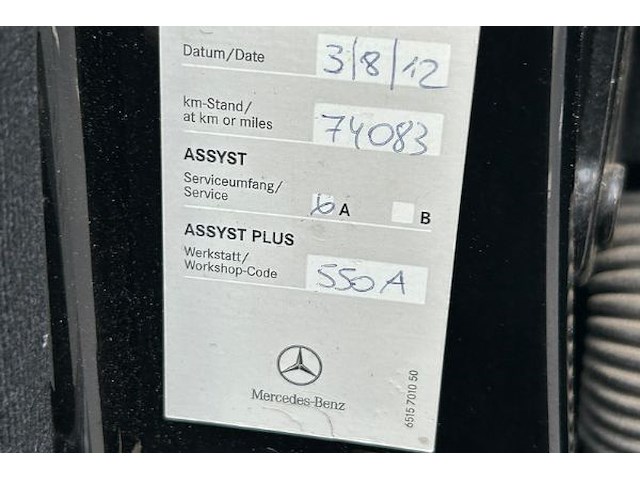 Datum/Date 3/8/12
km-Stand/
at km or miles 74083
ASSYST
Serviceumfang/
Service A B
ASSYST PLUS
Werkstatt/
Workshop-Code 550A
Mercedes-Benz
6515 7010 50